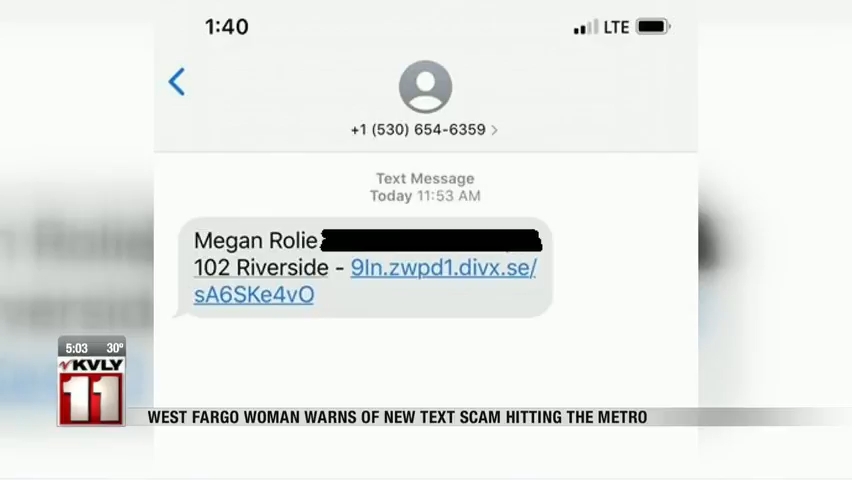 1:40
LTE
+1 (530) 654-6359 >
Text Message
Today 11:53 AM
Megan Rolie
102 Riverside - 9ln.zwpd1.divx.se/
sA6SKe4vO
5:03 30°
KVLY
11
WEST FARGO WOMAN WARNS OF NEW TEXT SCAM HITTING THE METRO